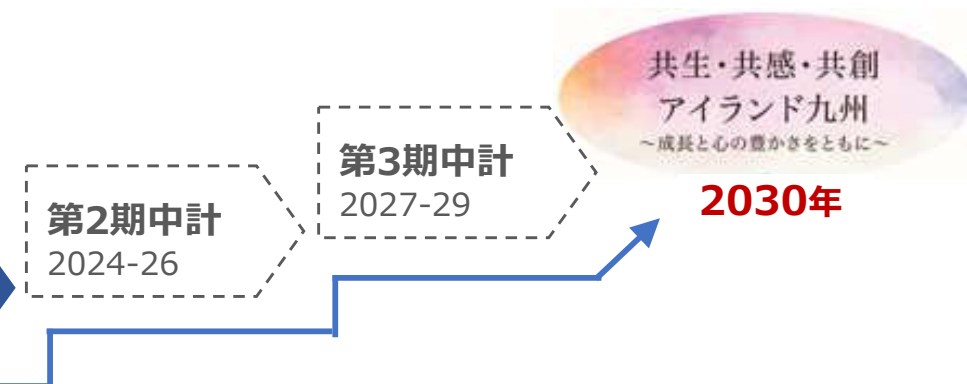 共生・共感・共創
アイランド九州
～成長と心の豊かさをともに～
2030年
第3期中計
2027-29
第2期中計
2024-26